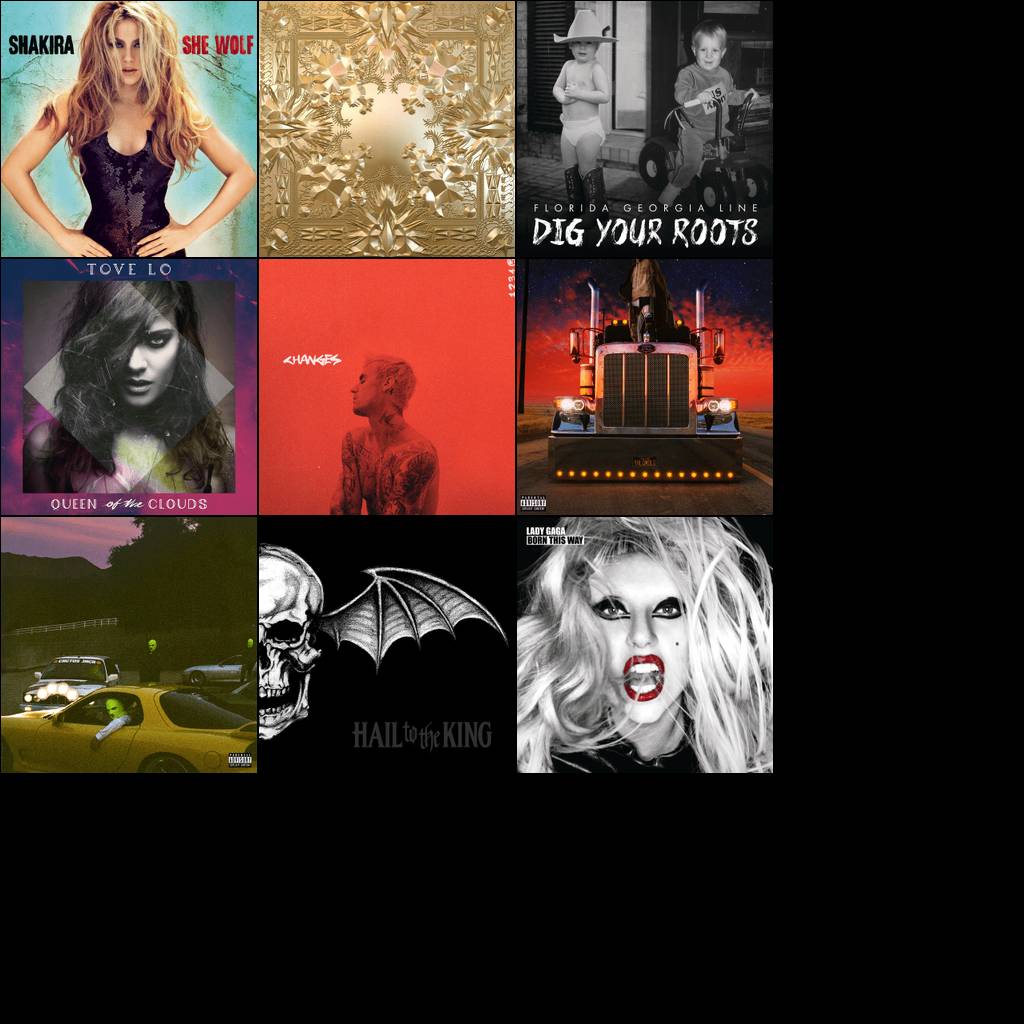 SHAKIRA
SHE WOLF
FLORIDA GEORGIA LINE
DIG YOUR ROOTS
TOVE LO
QUEEN of the CLOUDS
CHANGES
PARENTAL
ADVISORY
EXPLICIT CONTENT
CACTUS JACK
PARENTAL
ADVISORY
EXPLICIT CONTENT
HAIL to the KING
LADY GAGA
BORN THIS WAY